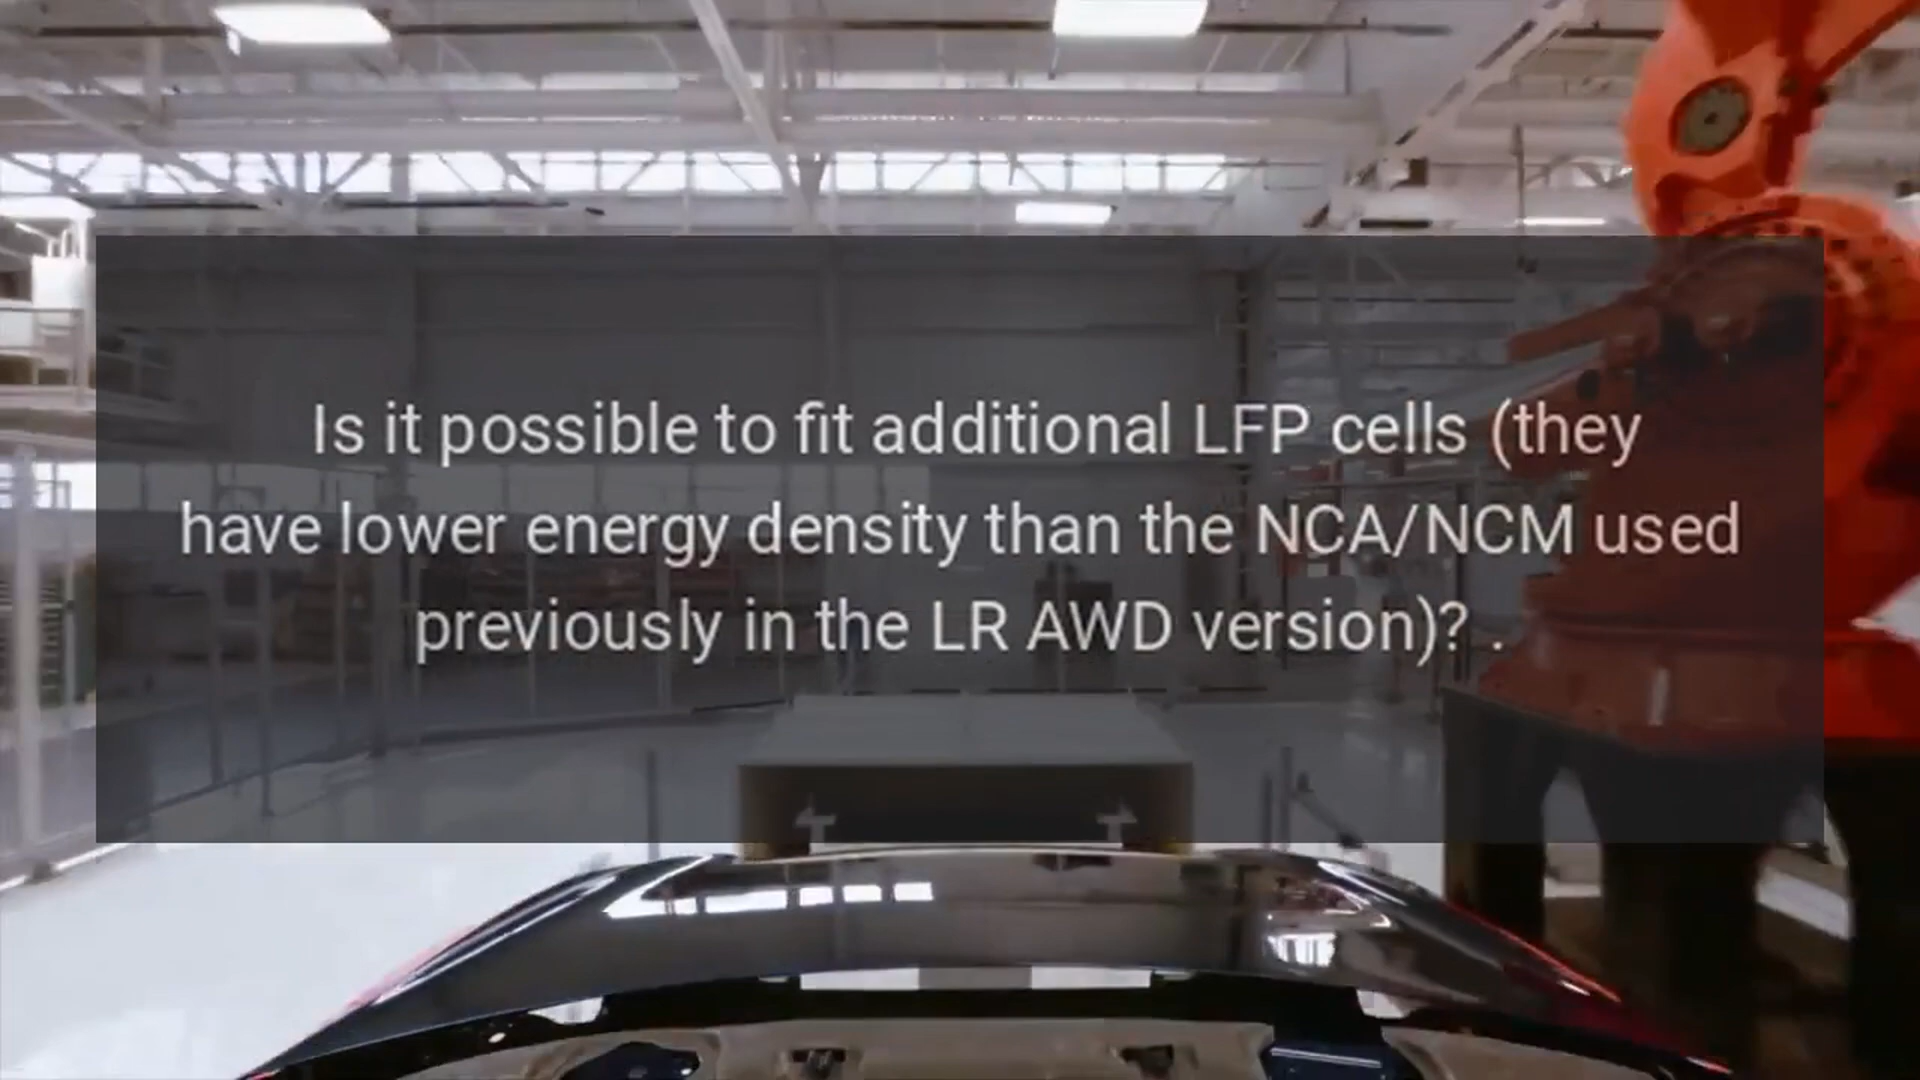 Is it possible to fit additional LFP cells (they
have lower energy density than the NCA/NCM used
previously in the LR AWD version)? .